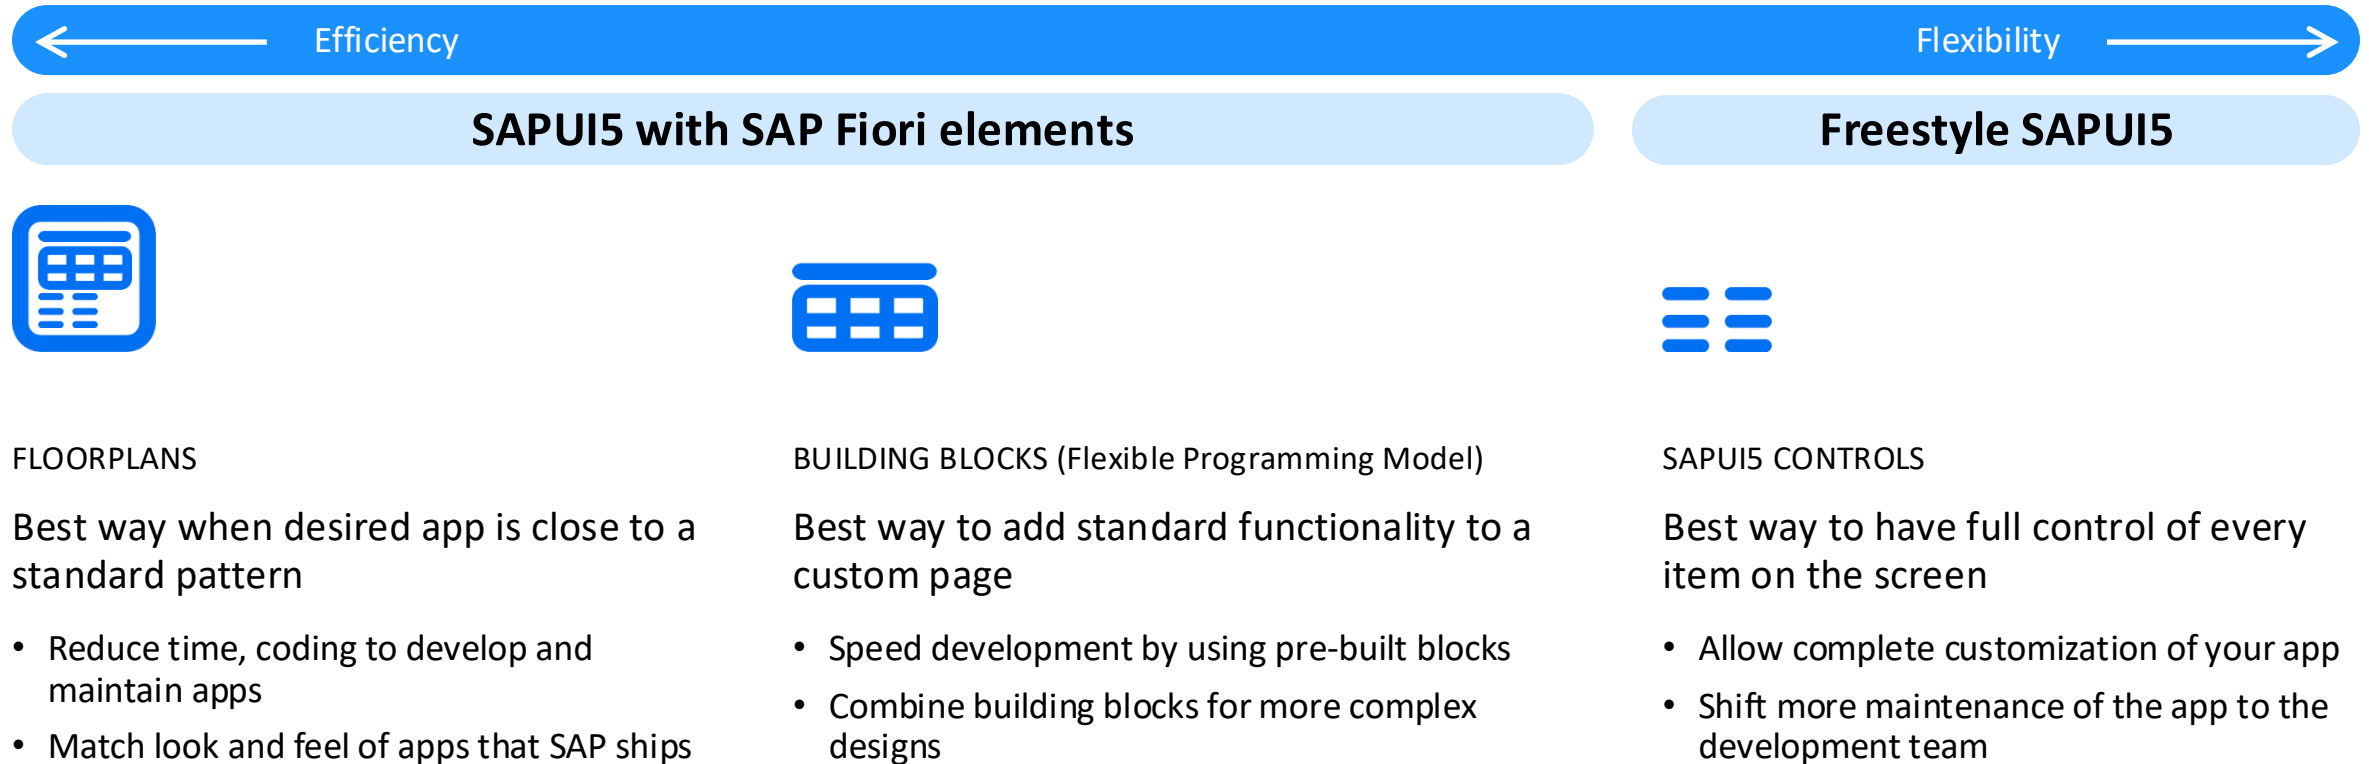 Efficiency
Flexibility
SAPUI5 with SAP Fiori elements
Freestyle SAPUI5
FLOORPLANS
Best way when desired app is close to a
standard pattern
• Reduce time, coding to develop and
maintain apps
• Match look and feel of apps that SAP ships
BUILDING BLOCKS (Flexible Programming Model)
Best way to add standard functionality to a
custom page
• Speed development by using pre-built blocks
• Combine building blocks for more complex
designs
SAPUI5 CONTROLS
Best way to have full control of every
item on the screen
• Allow complete customization of your app
• Shift more maintenance of the app to the
development team